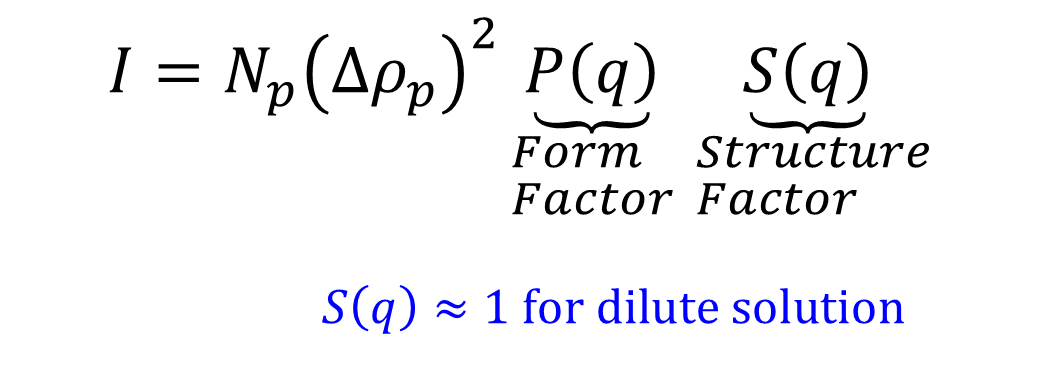 I = N_p(Δρ_p)^2 P(q) S(q)
Form Structure
Factor Factor
S(q) ≈ 1 for dilute solution